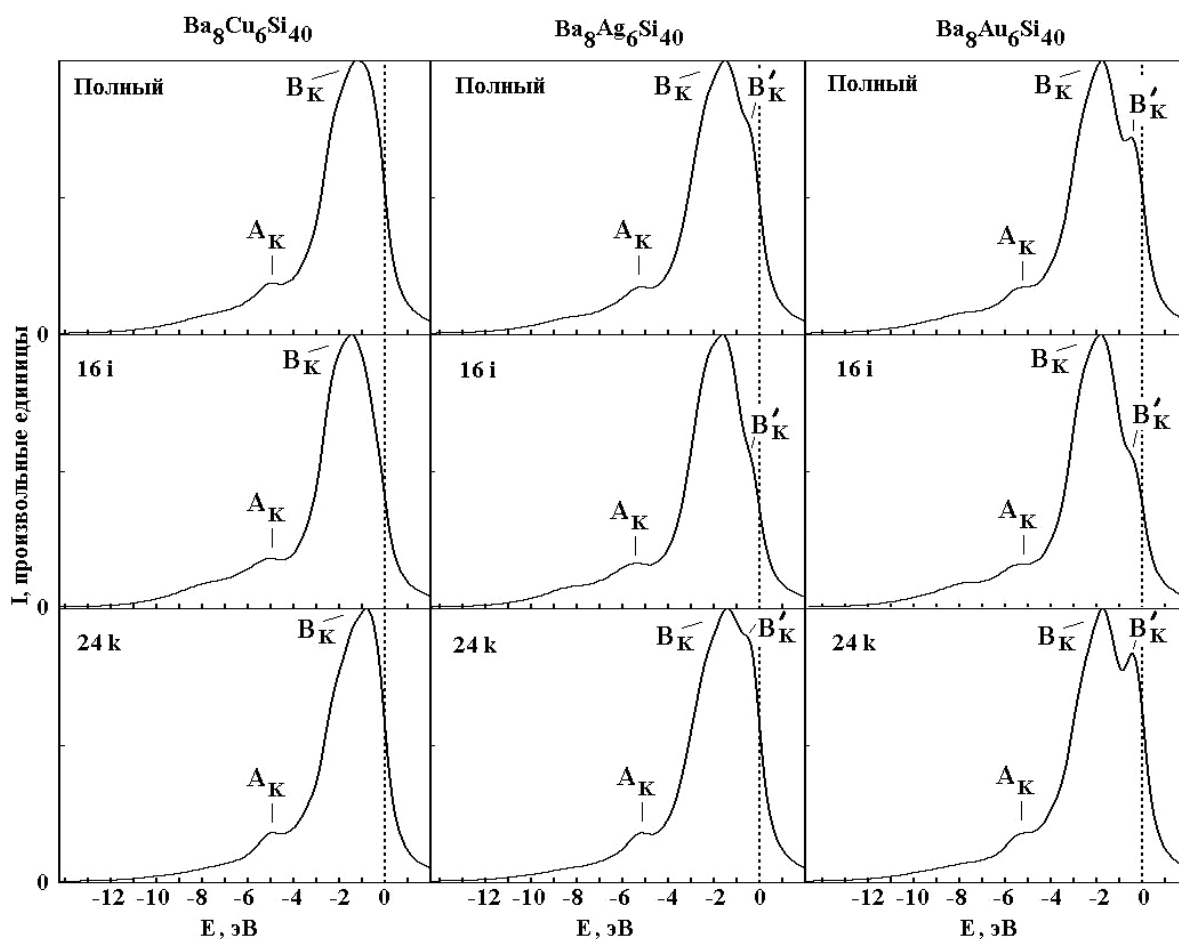 Ba8Cu6Si40
Ba8Ag6Si40
Ba8Au6Si40
I, произвольные единицы
Полный
BK
AK
0
Полный
BK
B′K
AK
Полный
BK
B′K
AK
16 i
BK
AK
0
16 i
B′K
AK
16 i
BK
B′K
AK
24 k
BK
AK
0
24 k
BK
B′K
AK
24 k
BK
B′K
AK
-12 -10 -8 -6 -4 -2 0
-12 -10 -8 -6 -4 -2 0
-12 -10 -8 -6 -4 -2 0
E, эВ
E, эВ
E, эВ